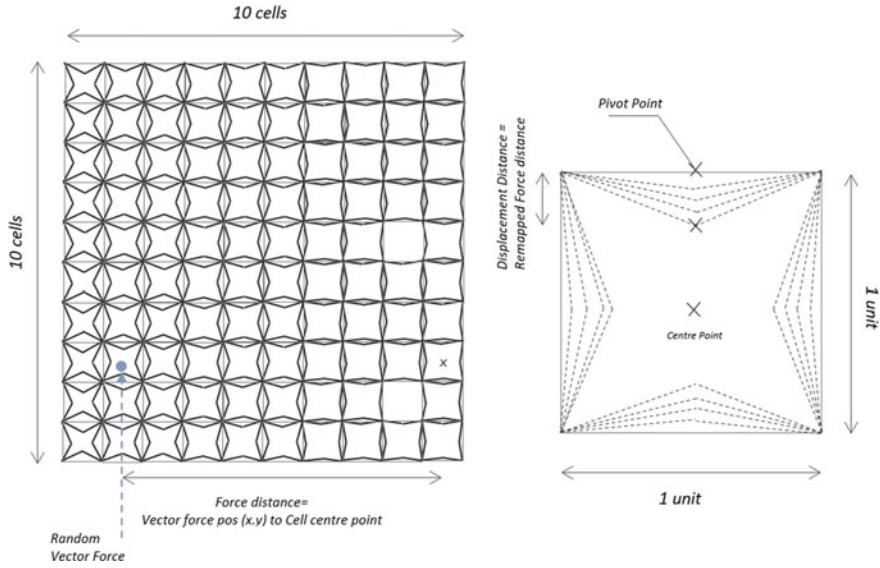 10 cells
10 cells
x
Force distance=
Vector force pos (x.y) to Cell centre point
Random
Vector Force
Pivot Point
Displacement Distance =
Remapped Force distance
Centre Point
1 unit
1 unit